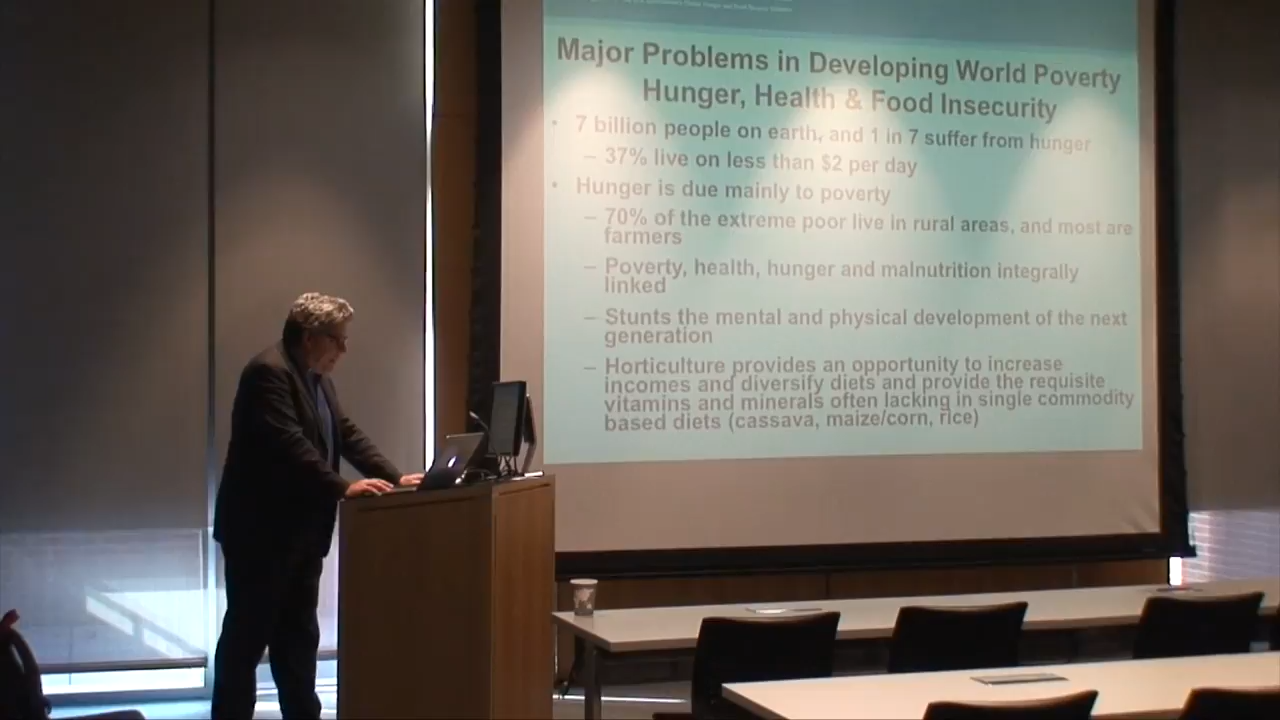 Major Problems in Developing World Poverty
Hunger, Health & Food Insecurity
• 7 billion people on earth, and 1 in 7 suffer from hunger
– 37% live on less than $2 per day
• Hunger is due mainly to poverty
– 70% of the extreme poor live in rural areas, and most are
farmers
– Poverty, health, hunger and malnutrition integrally
linked
– Stunts the mental and physical development of the next
generation
– Horticulture provides an opportunity to increase
incomes and diversify diets and provide the requisite
vitamins and minerals often lacking in single commodity
based diets (cassava, maize/corn, rice)